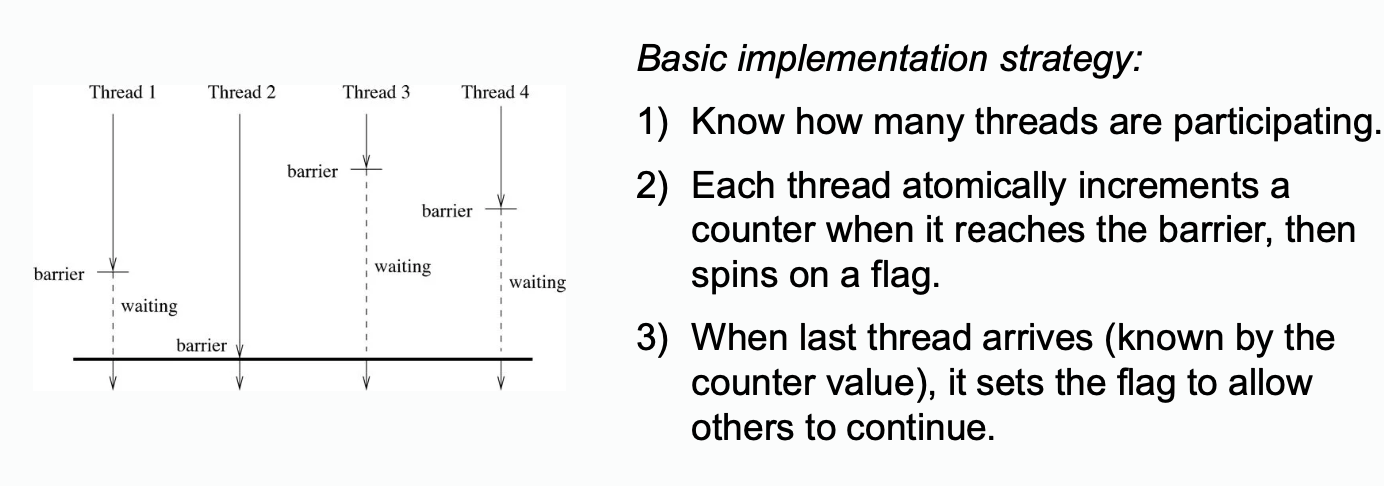 Thread 1 Thread 2 Thread 3 Thread 4
barrier
barrier
barrier
waiting
waiting
waiting
barrier
Basic implementation strategy:
1) Know how many threads are participating.
2) Each thread atomically increments a
counter when it reaches the barrier, then
spins on a flag.
3) When last thread arrives (known by the
counter value), it sets the flag to allow
others to continue.